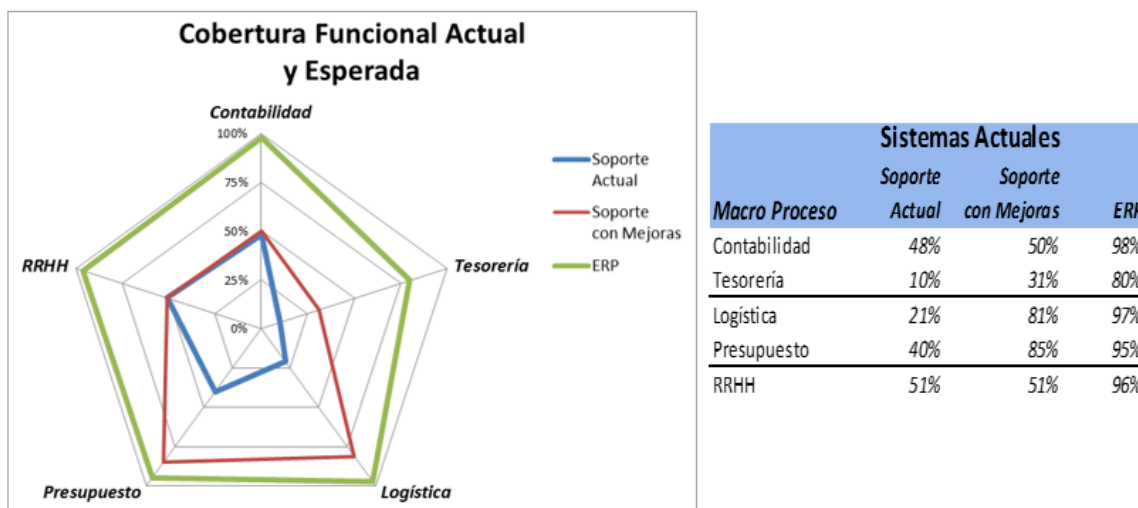 Cobertura Funcional Actual
y Esperada
Contabilidad
100%
75%
50%
25%
0%
RRHH
Tesorería
Presupuesto
Logística
Soporte
Actual
Soporte
con Mejoras
ERP
Sistemas Actuales
Soporte Soporte
Macro Proceso Actual con Mejoras ERP
Contabilidad 48% 50% 98%
Tesorería 10% 31% 80%
Logística 21% 81% 97%
Presupuesto 40% 85% 95%
RRHH 51% 51% 96%